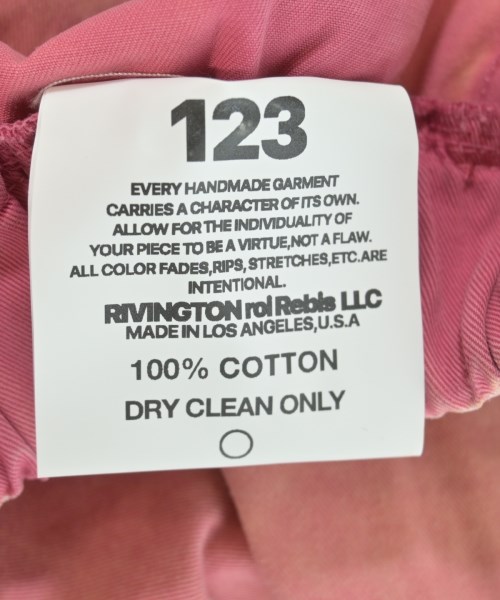 123
EVERY HANDMADE GARMENT
CARRIES A CHARACTER OF ITS OWN.
ALLOW FOR THE INDIVIDUALITY OF
YOUR PIECE TO BE A VIRTUE,NOT A FLAW.
ALL COLOR FADES,RIPS,STRETCHES,ETC.ARE
INTENTIONAL.
RIVINGTON roi Rebis LLC
MADE IN LOS ANGELES,U.S.A
100% COTTON
DRY CLEAN ONLY